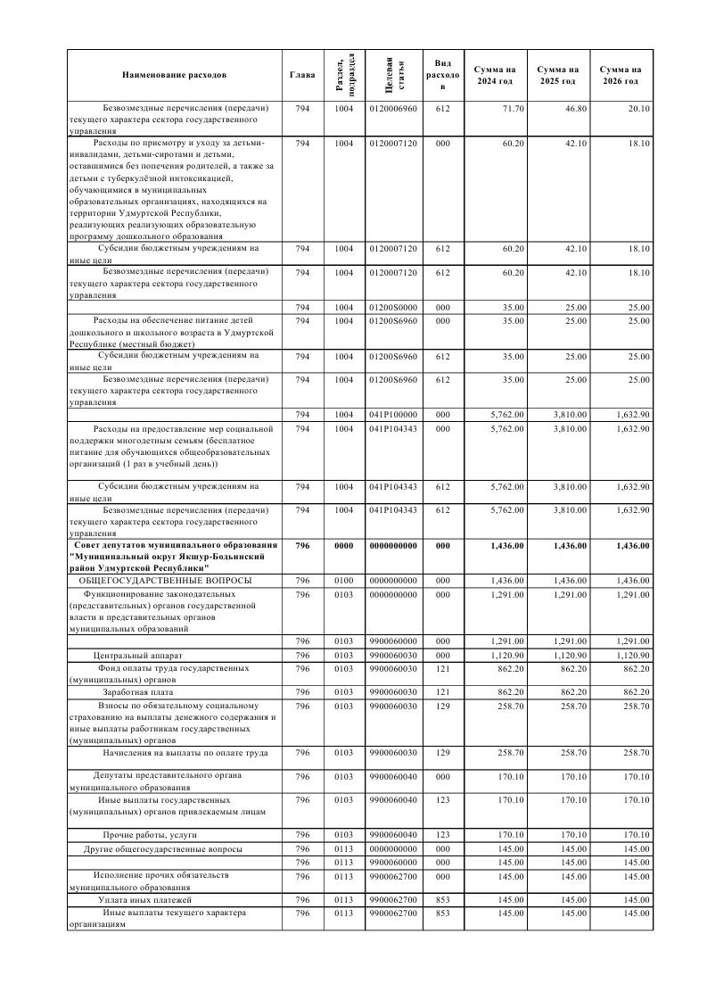 Наименование расходов Глава Раздел, подраздел Целевая статья Вид расходо в Сумма на 2024 год Сумма на 2025 год Сумма на 2026 год
Безвозмездные перечисления (передачи) 794 1004 0120006960 612 71.70 46.80 20.10
текущего характера сектора государственного
управления
Расходы по присмотру и уходу за детьми- 794 1004 0120007120 000 60.20 42.10 18.10
инвалидами, детьми-сиротами и детьми,
оставшимися без попечения родителей, а также за
детьми с туберкулёзной интоксикацией,
обучающимися в муниципальных
образовательных организациях, находящихся на
территории Удмуртской Республики,
реализующих реализующих образовательную
программу дошкольного образования
Субсидии бюджетным учреждениям на 794 1004 0120007120 612 60.20 42.10 18.10
иные цели
Безвозмездные перечисления (передачи) 794 1004 0120007120 612 60.20 42.10 18.10
текущего характера сектора государственного
управления
794 1004 01200S0000 000 35.00 25.00 25.00
Расходы на обеспечение питание детей 794 1004 01200S6960 000 35.00 25.00 25.00
дошкольного и школьного возраста в Удмуртской
Республике (местный бюджет)
Субсидии бюджетным учреждениям на 794 1004 01200S6960 612 35.00 25.00 25.00
иные цели
Безвозмездные перечисления (передачи) 794 1004 01200S6960 612 35.00 25.00 25.00
текущего характера сектора государственного
управления
794 1004 041P100000 000 5,762.00 3,810.00 1,632.90
Расходы на предоставление мер социальной 794 1004 041P104343 000 5,762.00 3,810.00 1,632.90
поддержки многодетным семьям (бесплатное
питание для обучающихся общеобразовательных
организаций (1 раз в учебный день))
Субсидии бюджетным учреждениям на 794 1004 041P104343 612 5,762.00 3,810.00 1,632.90
иные цели
Безвозмездные перечисления (передачи) 794 1004 041P104343 612 5,762.00 3,810.00 1,632.90
текущего характера сектора государственного
управления
Совет депутатов муниципального образования 796 0000 0000000000 000 1,436.00 1,436.00 1,436.00
"Муниципальный округ Якшур-Бодьинский
район Удмуртской Республики"
ОБЩЕГОСУДАРСТВЕННЫЕ ВОПРОСЫ 796 0100 0000000000 000 1,436.00 1,436.00 1,436.00
Функционирование законодательных 796 0103 0000000000 000 1,291.00 1,291.00 1,291.00
(представительных) органов государственной
власти и представительных органов
муниципальных образований
796 0103 9900060000 000 1,291.00 1,291.00 1,291.00
Центральный аппарат 796 0103 9900060030 000 1,120.90 1,120.90 1,120.90
Фонд оплаты труда государственных 796 0103 9900060030 121 862.20 862.20 862.20
(муниципальных) органов
Заработная плата 796 0103 9900060030 121 862.20 862.20 862.20
Взносы по обязательному социальному 796 0103 9900060030 129 258.70 258.70 258.70
страхованию на выплаты денежного содержания и
иные выплаты работникам государственных
(муниципальных) органов
Начисления на выплаты по оплате труда 796 0103 9900060030 129 258.70 258.70 258.70
Депутаты представительного органа 796 0103 9900060040 000 170.10 170.10 170.10
муниципального образования
Иные выплаты государственных 796 0103 9900060040 123 170.10 170.10 170.10
(муниципальных) органов привлекаемым лицам
Прочие работы, услуги 796 0103 9900060040 123 170.10 170.10 170.10
Другие общегосударственные вопросы 796 0113 0000000000 000 145.00 145.00 145.00
796 0113 9900060000 000 145.00 145.00 145.00
Исполнение прочих обязательств 796 0113 9900062700 000 145.00 145.00 145.00
муниципального образования
Уплата иных платежей 796 0113 9900062700 853 145.00 145.00 145.00
Иные выплаты текущего характера 796 0113 9900062700 853 145.00 145.00 145.00
организациям